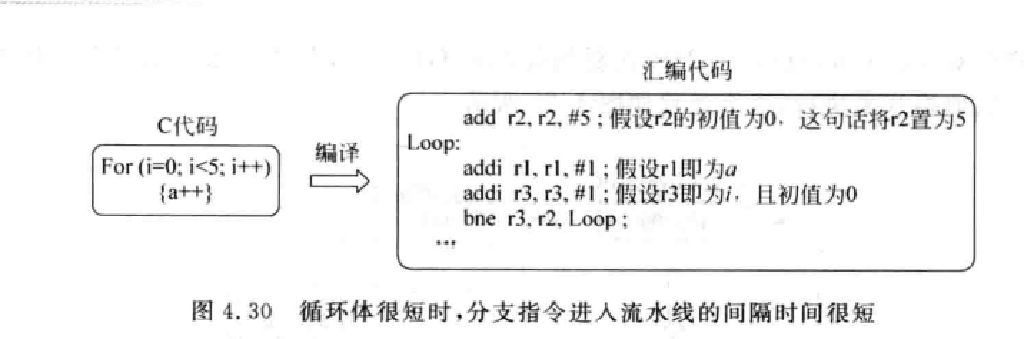 汇编代码
C代码
add r2, r2, #5 ; 假设r2的初值为0，这句话将r2置为5
编译
Loop:
For (i=0; i<5; i++)
addi r1, r1, #1 ; 假设r1即为a
{a++}
addi r3, r3, #1 ; 假设r3即为i，且初值为0
bne r3, r2, Loop ;
...
图 4.30 循环体很短时，分支指令进入流水线的间隔时间很短